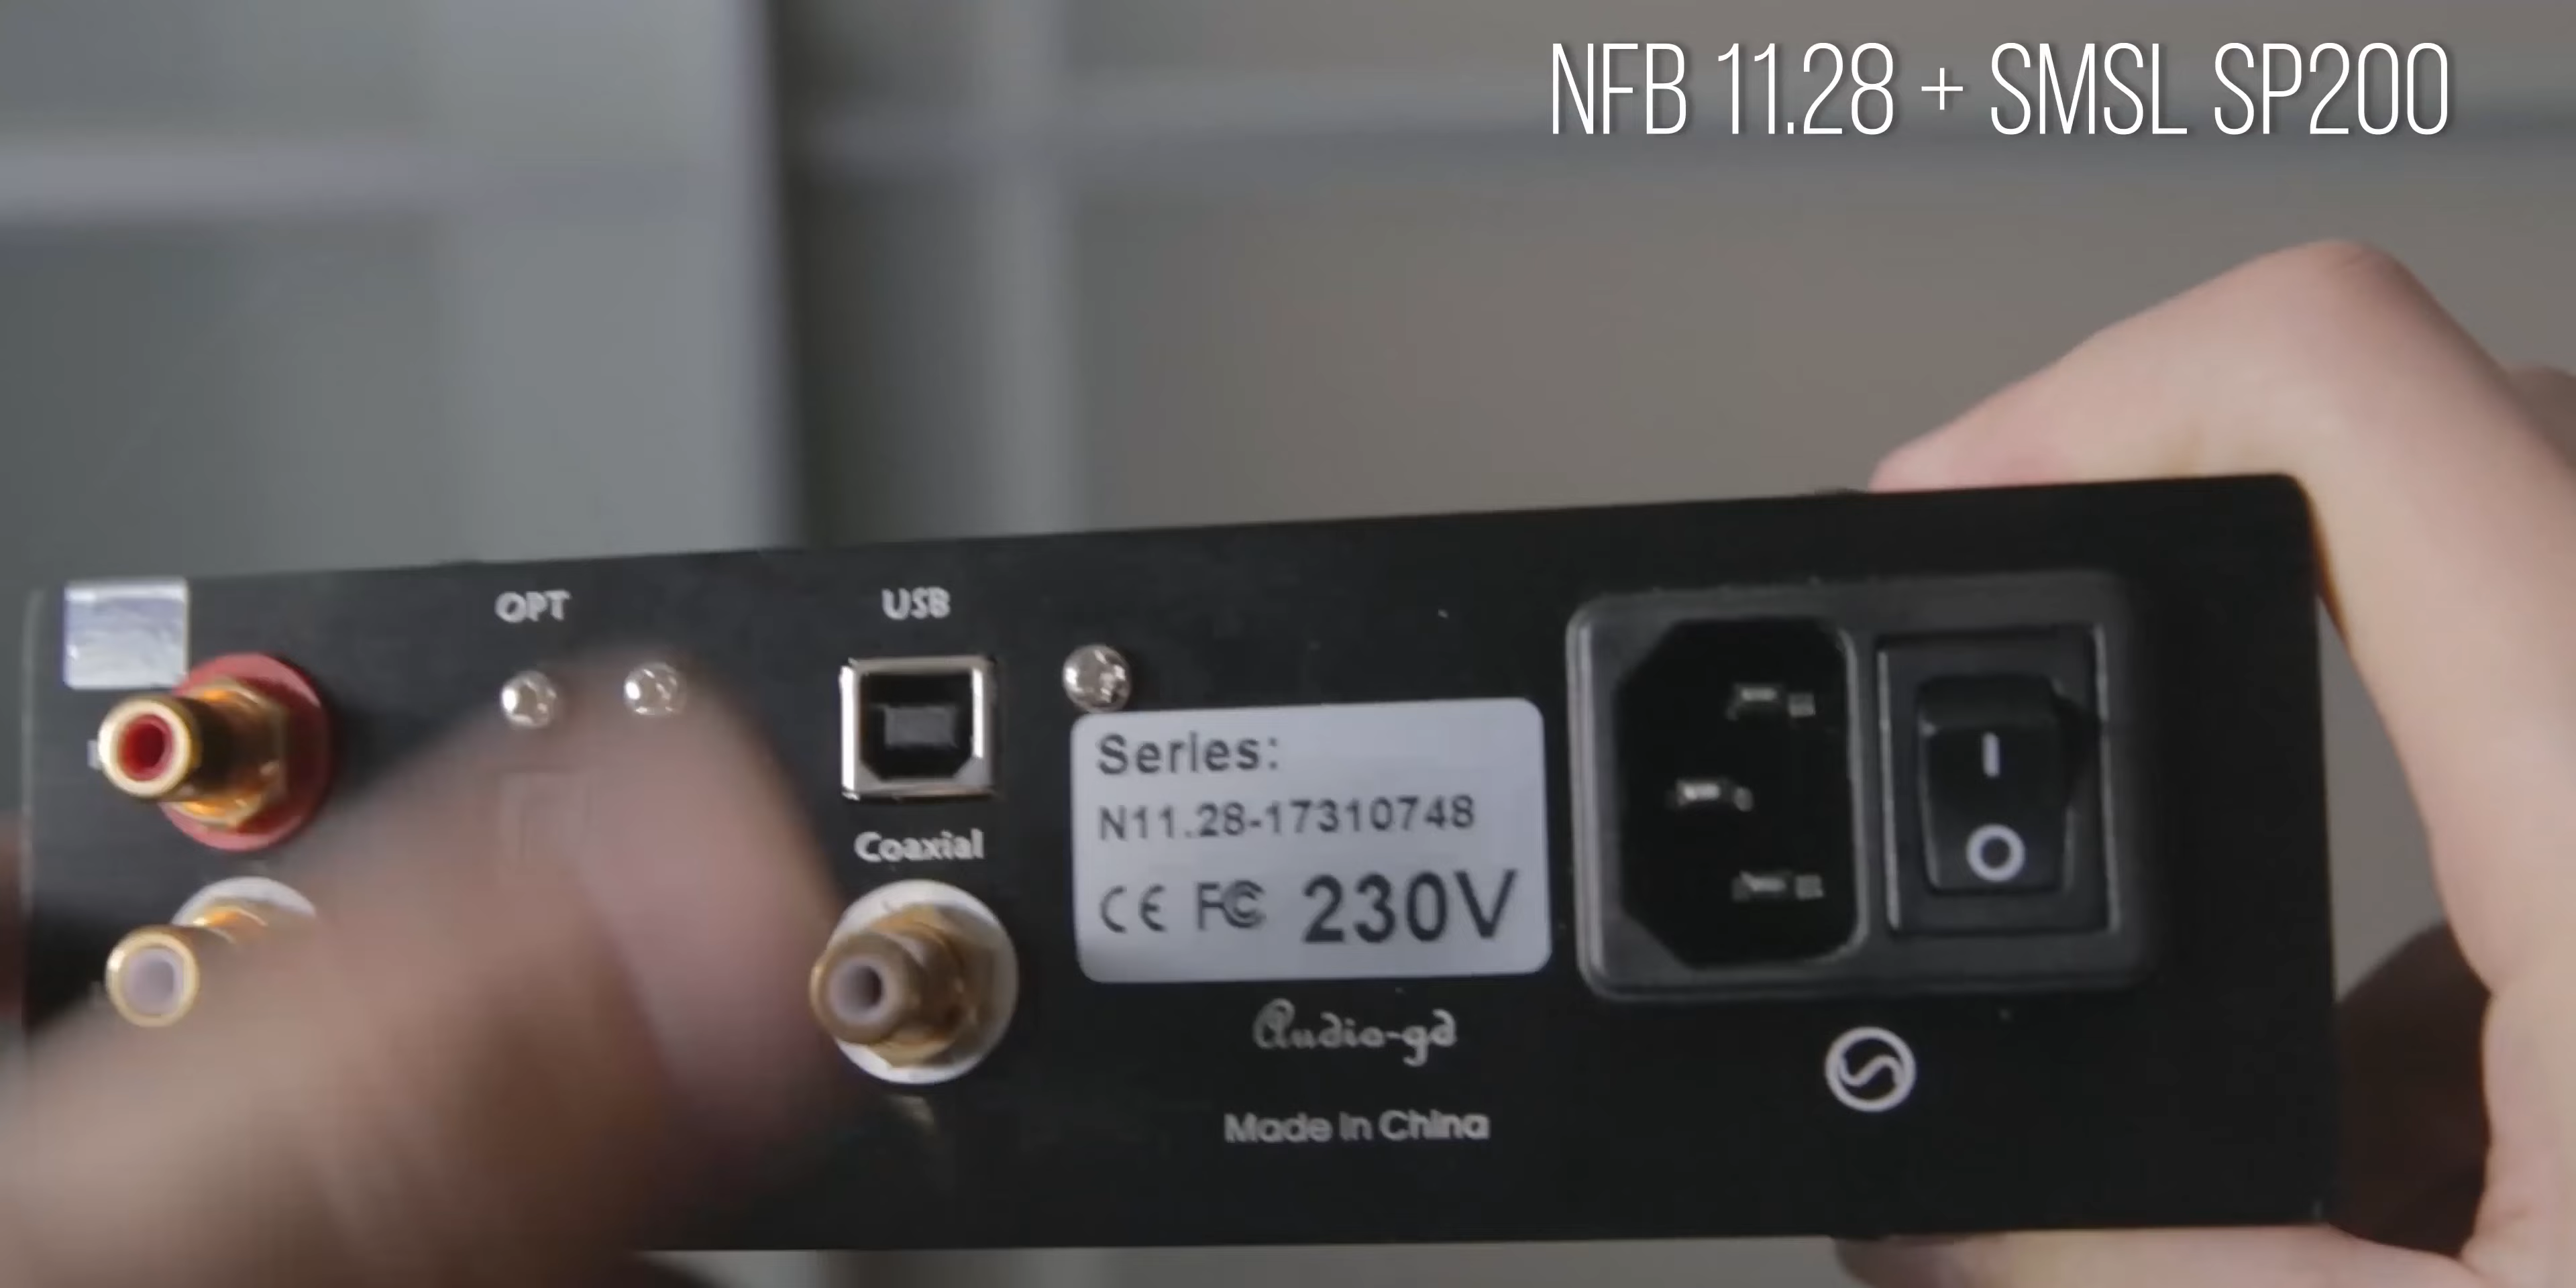 NFB 11.28 + SMSL SP200
OPT
USB
Series:
N11.28-17310748
Coaxial
CE FC 230V
Audio-gd
Made in China